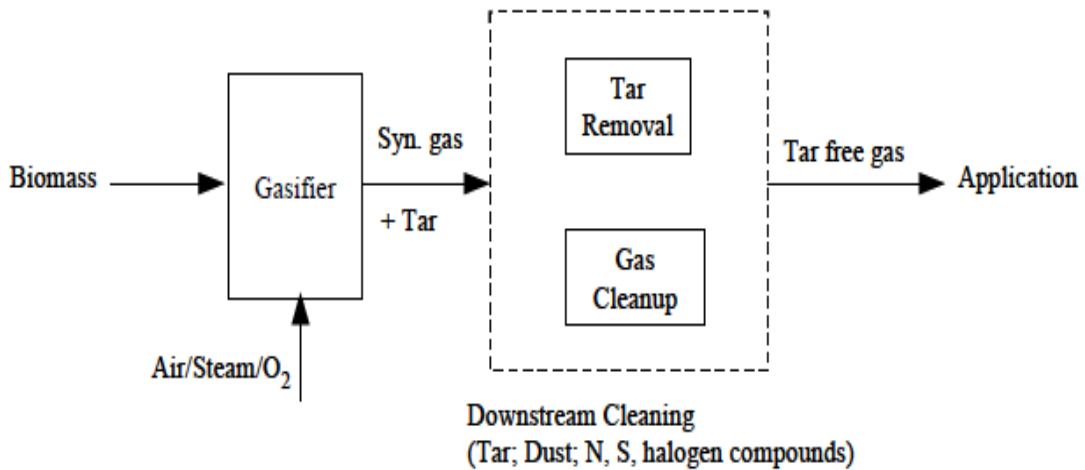 Biomass
Gasifier
Air/Steam/O₂
Syn. gas
+ Tar
Tar
Removal
Gas
Cleanup
Tar free gas
Application
Downstream Cleaning
(Tar; Dust; N, S, halogen compounds)